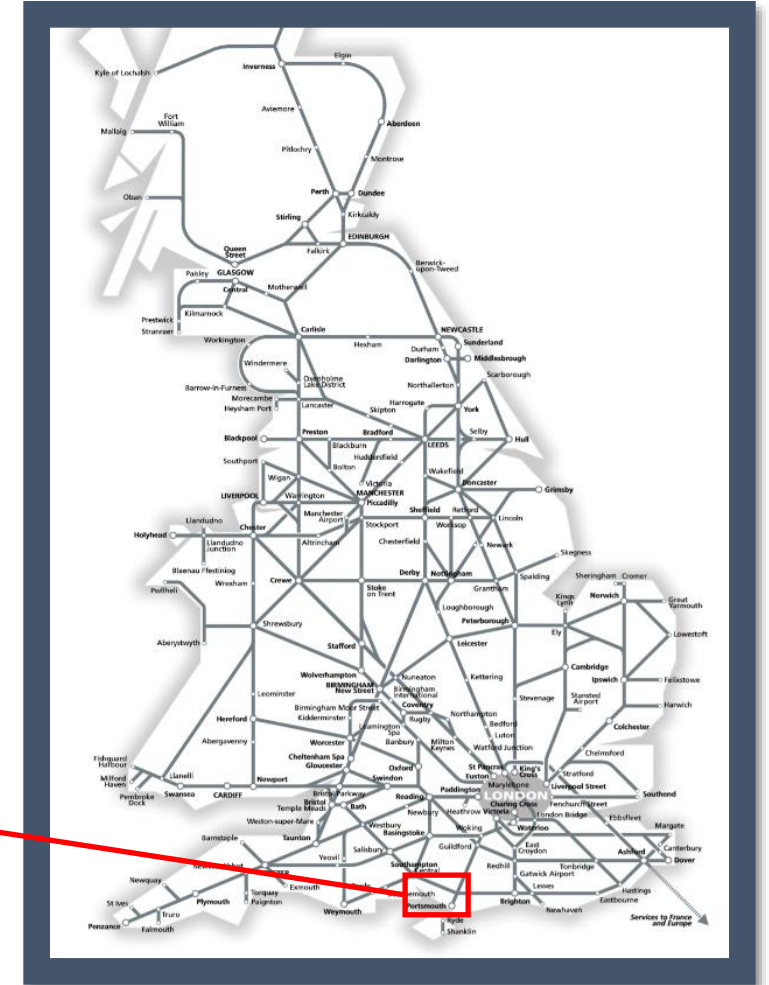 Elgin
Inverness
Kyle of Lochalsh
Aviemore
Fort
William
Aberdeen
Mallaig
Pitlochry
Montrose
Perth
Dundee
Oban
Stirling
Kirkcaldy
EDINBURGH
Queen
Street
Falkirk
Berwick-
upon-Tweed
Paisley
GLASGOW
Central
Motherwell
Prestwick
Kilmarnock
Stranraer
Carlisle
NEWCASTLE
Workington
Hexham
Sunderland
Durham
Darlington
Middlesbrough
Windermere
Scarborough
Oxenholme
Lake District
Northallerton
Barrow-in-Furness
Morecambe
Heysham Port
Lancaster
Harrogate
York
Skipton
Blackpool
Preston
Bradford
Selby
Hull
Blackburn
LEEDS
Huddersfield
Southport
Bolton
Wakefield
Wigan
Victoria
Doncaster
LIVERPOOL
Warrington
MANCHESTER
Piccadilly
Grimsby
Manchester
Airport
Sheffield
Retford
Llandudno
Chester
Stockport
Worksop
Lincoln
Holyhead
Llandudno
Junction
Altrincham
Chesterfield
Newark
Skegness
Blaenau Ffestiniog
Wrexham
Crewe
Derby
Nottingham
Spalding
Sheringham
Cromer
Pwllheli
Stoke
on Trent
Grantham
Kings
Lynn
Norwich
Great
Yarmouth
Loughborough
Peterborough
Aberystwyth
Shrewsbury
Ely
Lowestoft
Stafford
Leicester
Wolverhampton
Nuneaton
Kettering
Cambridge
BIRMINGHAM
New Street
Birmingham
International
Ipswich
Felixstowe
Leominster
Coventry
Stevenage
Stansted
Airport
Birmingham Moor Street
Harwich
Kidderminster
Rugby
Northampton
Hereford
Leamington
Spa
Bedford
Colchester
Abergavenny
Worcester
Banbury
Milton
Keynes
Luton
Watford Junction
Chelmsford
Cheltenham Spa
Gloucester
Fishguard
Harbour
Oxford
St Pancras
King's
Cross
Stratford
Llanelli
Swindon
Euston
Milford
Haven
Newport
Marylebone
Liverpool Street
Pembroke
Dock
Swansea
CARDIFF
Bristol Parkway
Reading
Paddington
LONDON
Southend
Bristol
Temple Meads
Bath
Newbury
Heathrow
Victoria
Charing Cross
Fenchurch Street
London Bridge
Ebbsfleet
Weston-super-Mare
Westbury
Basingstoke
Woking
Waterloo
Margate
Barnstaple
Taunton
Salisbury
Guildford
East
Croydon
Canterbury
Yeovil
Redhill
Tonbridge
Ashford
Dover
Southampton
Central
Gatwick Airport
Newquay
Exmouth
Lewes
Hastings
St Ives
Plymouth
Torquay
Paignton
Weymouth
Portsmouth
Brighton
Newhaven
Eastbourne
Truro
Penzance
Falmouth
Ryde
Shanklin
Services to France
and Europe